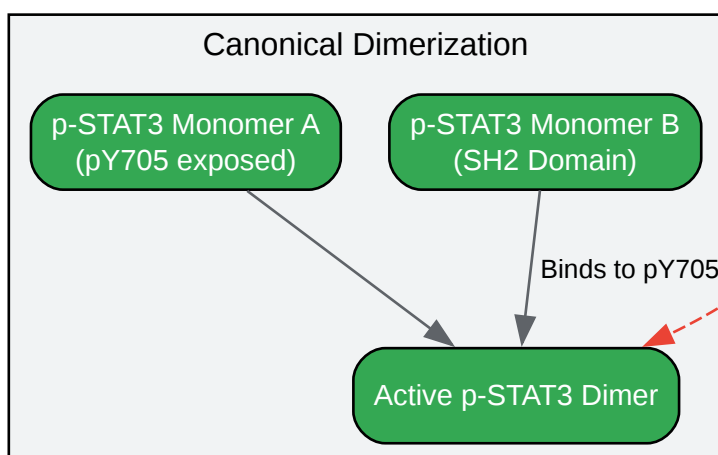 Canonical Dimerization
p-STAT3 Monomer A
(pY705 exposed)
p-STAT3 Monomer B
(SH2 Domain)
Binds to pY705
Active p-STAT3 Dimer